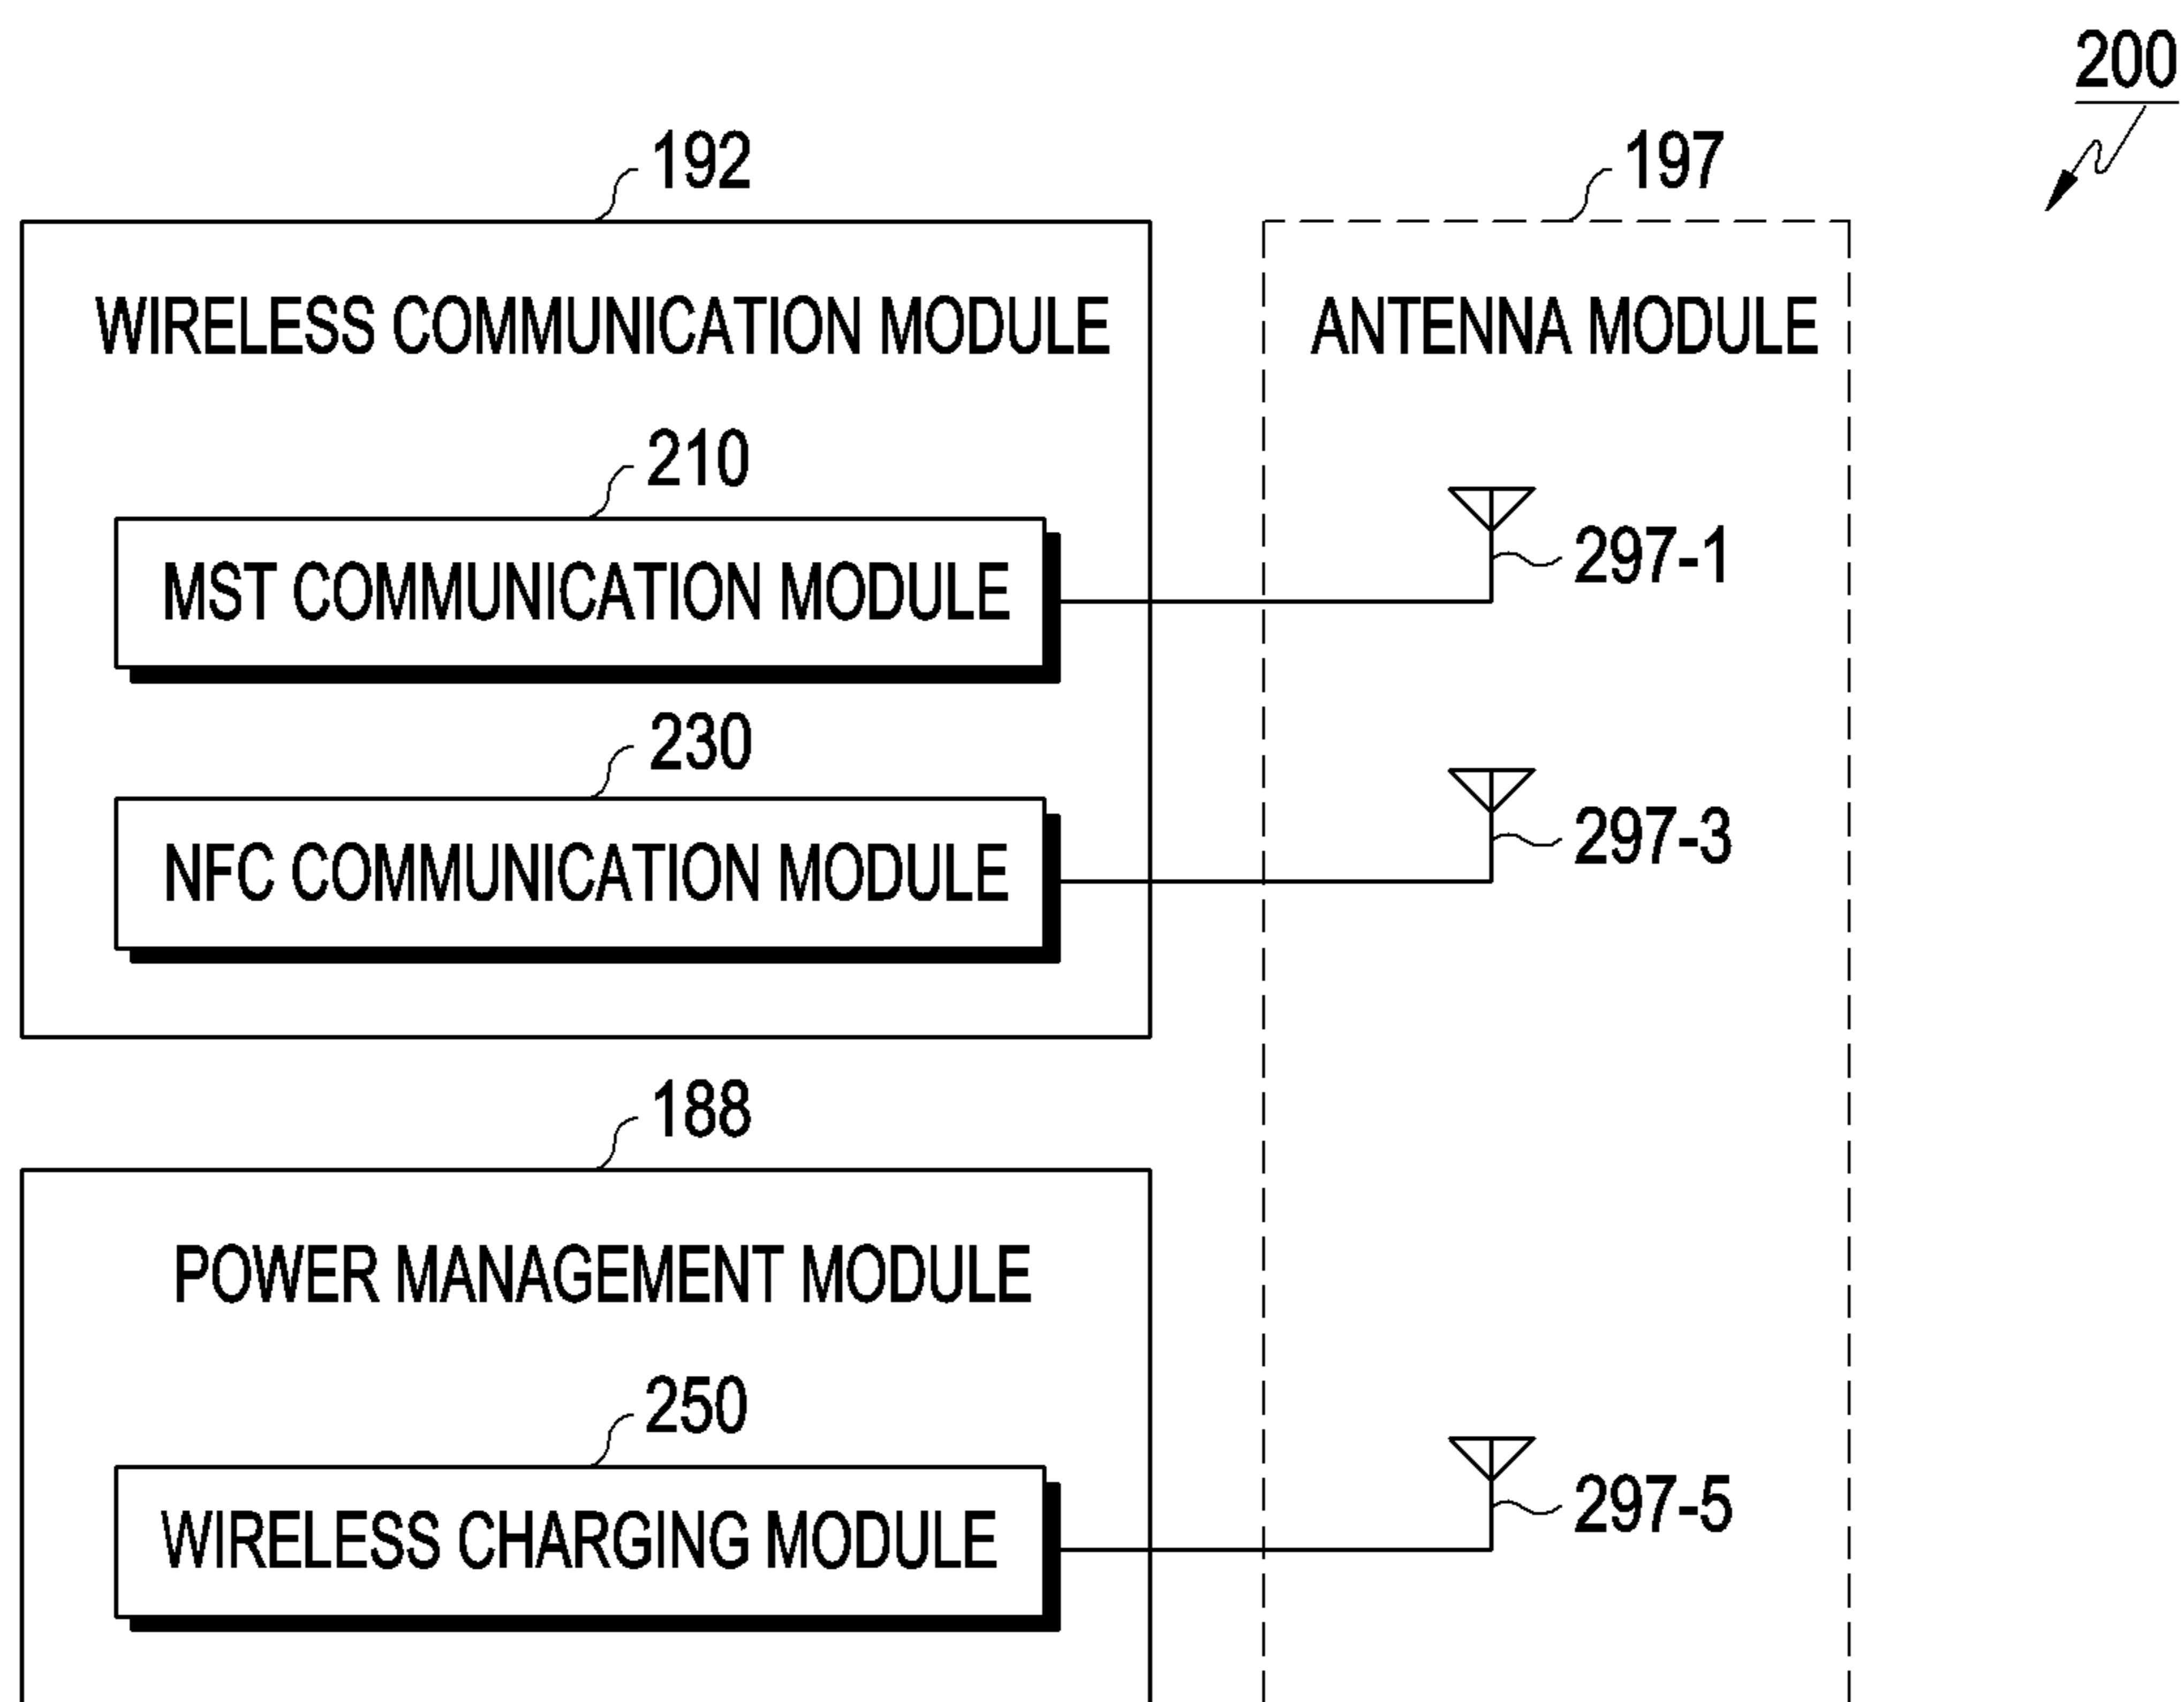 200
192
197
WIRELESS COMMUNICATION MODULE
ANTENNA MODULE
210
MST COMMUNICATION MODULE
297-1
230
NFC COMMUNICATION MODULE
297-3
188
POWER MANAGEMENT MODULE
250
WIRELESS CHARGING MODULE
297-5